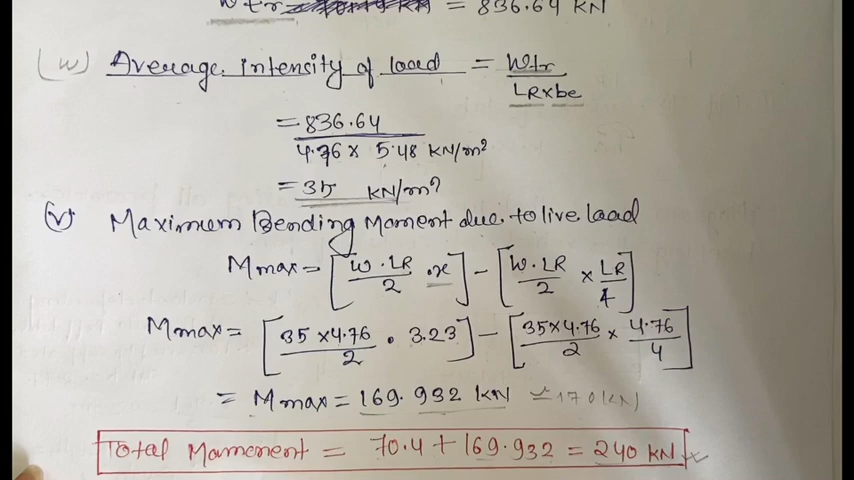 Wtr = = 836.64 KN
(iv) Average intensity of load = Wtr / LR×be
= 836.64 / 4.76 × 5.48 KN/m²
= 35 KN/m²
(v) Maximum Bending Moment due to live load
Mmax = [W.LR/2 .x] - [W.LR/2 × LR/4]
Mmax = [35×4.76/2 . 3.23] - [35×4.76/2 × 4.76/4]
= Mmax = 169.932 KN ≃ 170 KN
Total Mamenent = 70.4 + 169.932 = 240 KN